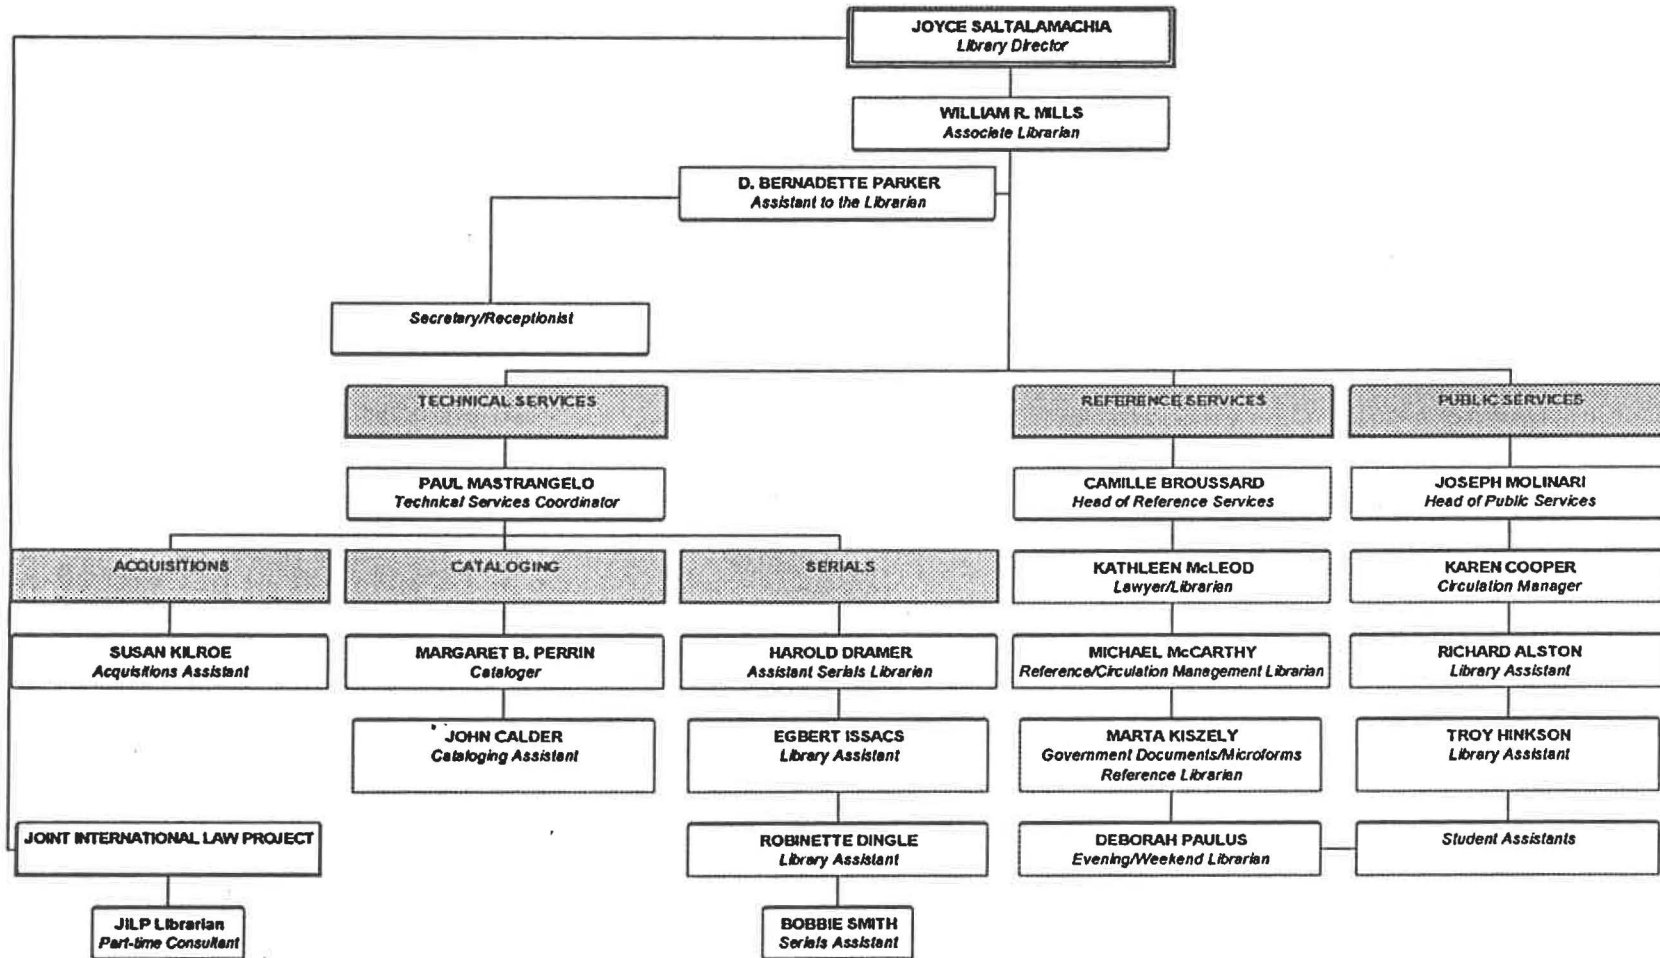 JOYCE SALTALAMACHIA
Library Director
WILLIAM R. MILLS
Associate Librarian
D. BERNADETTE PARKER
Assistant to the Librarian
Secretary/Receptionist
TECHNICAL SERVICES
REFERENCE SERVICES
PUBLIC SERVICES
PAUL MASTRANGELO
Technical Services Coordinator
CAMILLE BROUSSARD
Head of Reference Services
JOSEPH MOLINARI
Head of Public Services
ACQUISITIONS
CATALOGING
SERIALS
KATHLEEN McLEOD
Lawyer/Librarian
KAREN COOPER
Circulation Manager
SUSAN KILROE
Acquisitions Assistant
MARGARET B. PERRIN
Cataloger
HAROLD DRAMER
Assistant Serials Librarian
MICHAEL McCARTHY
Reference/Circulation Management Librarian
RICHARD ALSTON
Library Assistant
JOHN CALDER
Cataloging Assistant
EGBERT ISSACS
Library Assistant
MARTA KISZELY
Government Documents/Microforms
Reference Librarian
TROY HINKSON
Library Assistant
JOINT INTERNATIONAL LAW PROJECT
ROBINETTE DINGLE
Library Assistant
DEBORAH PAULUS
Evening/Weekend Librarian
Student Assistants
JILP Librarian
Part-time Consultant
BOBBIE SMITH
Serials Assistant